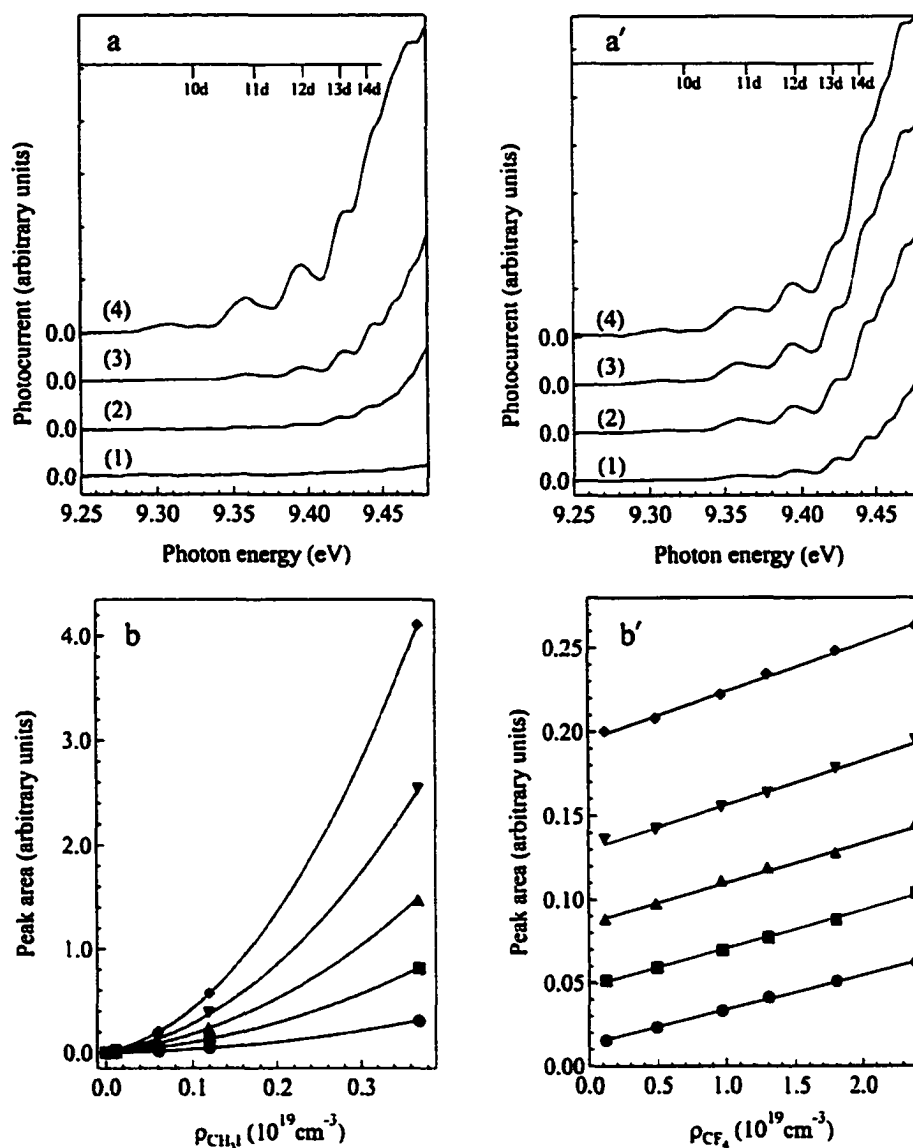 a
10d 11d 12d 13d 14d
Photocurrent (arbitrary units)
(4)
0.0
(3)
0.0
(2)
0.0
(1)
0.0
9.25 9.30 9.35 9.40 9.45
Photon energy (eV)
a′
10d 11d 12d 13d 14d
Photocurrent (arbitrary units)
(4)
0.0
(3)
0.0
(2)
0.0
(1)
0.0
9.25 9.30 9.35 9.40 9.45
Photon energy (eV)
b
Peak area (arbitrary units)
4.0
3.0
2.0
1.0
0.0
0.0 0.1 0.2 0.3
ρCH₃I (10¹⁹cm⁻³)
b′
Peak area (arbitrary units)
0.25
0.20
0.15
0.10
0.05
0.00
0.0 0.5 1.0 1.5 2.0
ρCF₄ (10¹⁹cm⁻³)